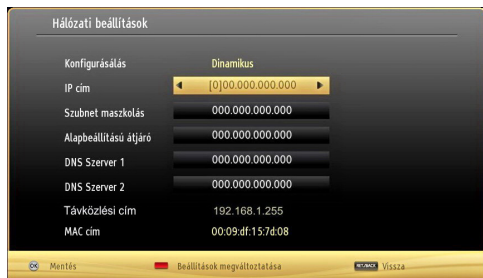 Hálózati beállítások
Konfigurásálás Dinamikus
IP cím [0]00.000.000.000
Szubnet maszkolás 000.000.000.000
Alapbeállítású átjáró 000.000.000.000
DNS Szerver 1 000.000.000.000
DNS Szerver 2 000.000.000.000
Távközlési cím 192.168.1.255
MAC cím 00:09:df:15:7d:08
OK Mentés Beállítások megváltoztatása RET./BACK Vissza